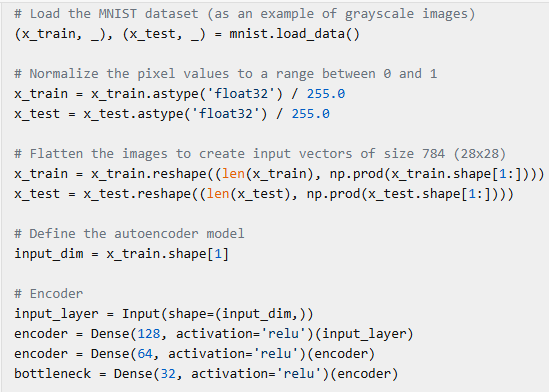 # Load the MNIST dataset (as an example of grayscale images)
(x_train, _), (x_test, _) = mnist.load_data()

# Normalize the pixel values to a range between 0 and 1
x_train = x_train.astype('float32') / 255.0
x_test = x_test.astype('float32') / 255.0

# Flatten the images to create input vectors of size 784 (28x28)
x_train = x_train.reshape((len(x_train), np.prod(x_train.shape[1:])))
x_test = x_test.reshape((len(x_test), np.prod(x_test.shape[1:])))

# Define the autoencoder model
input_dim = x_train.shape[1]

# Encoder
input_layer = Input(shape=(input_dim,))
encoder = Dense(128, activation='relu')(input_layer)
encoder = Dense(64, activation='relu')(encoder)
bottleneck = Dense(32, activation='relu')(encoder)